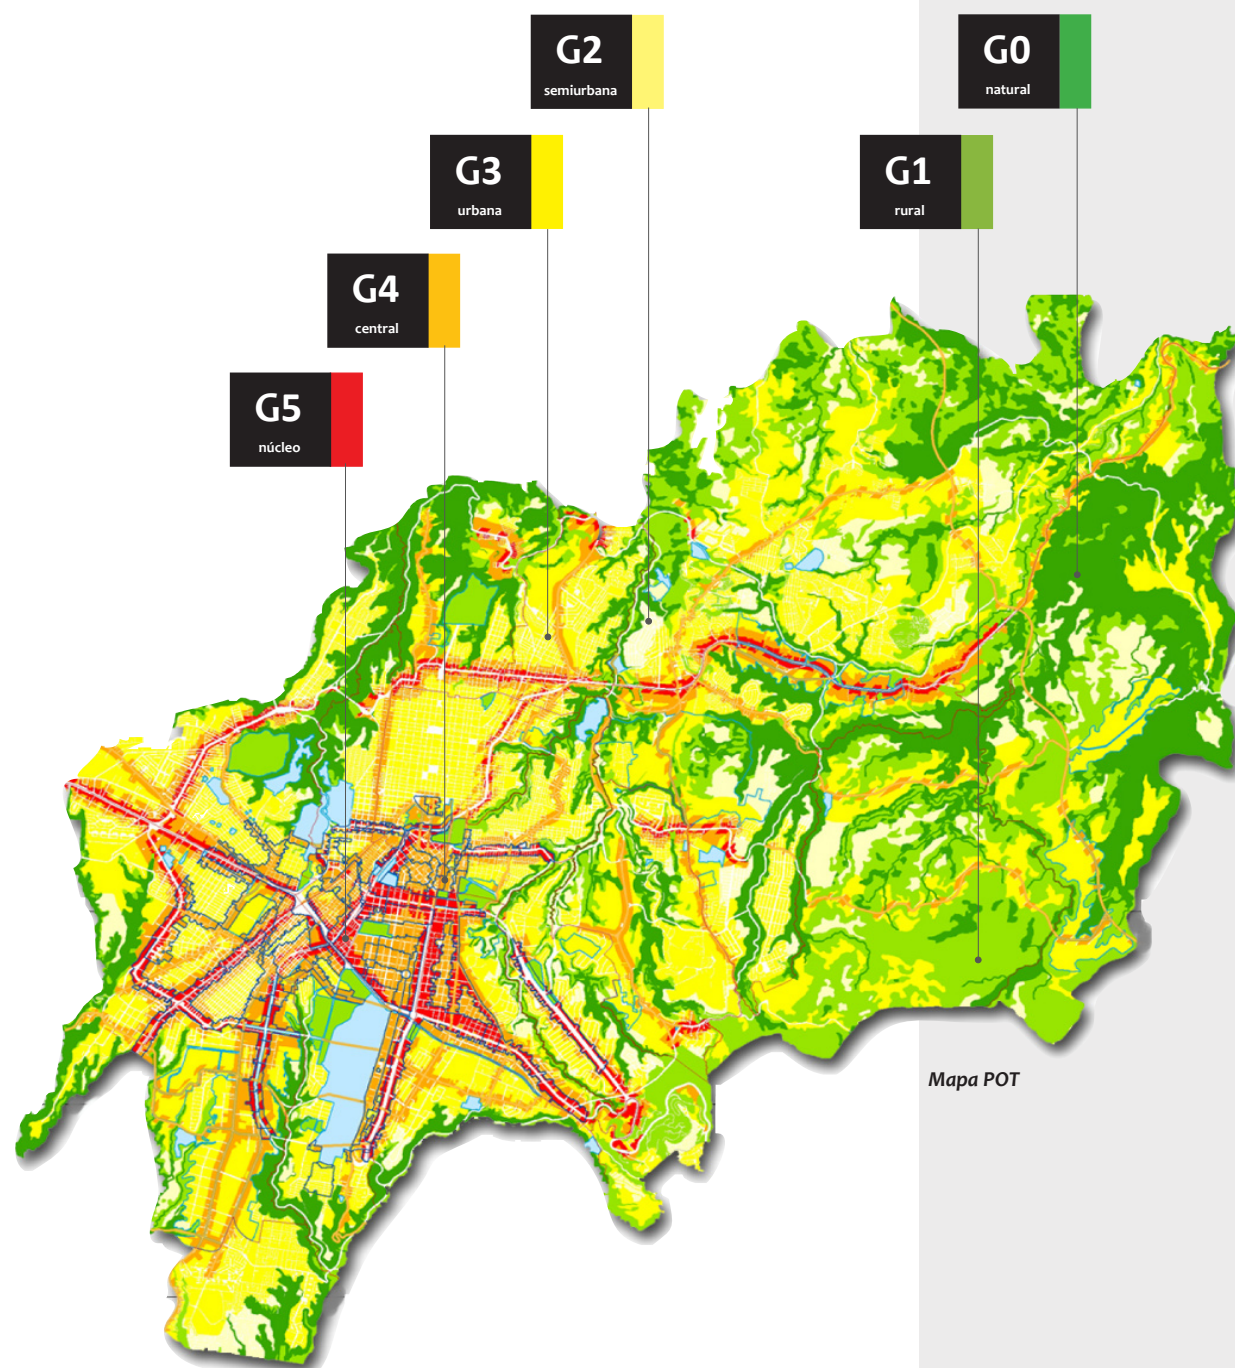 G2
semiurbana
G0
natural
G3
urbana
G1
rural
G4
central
G5
núcleo
Mapa POT